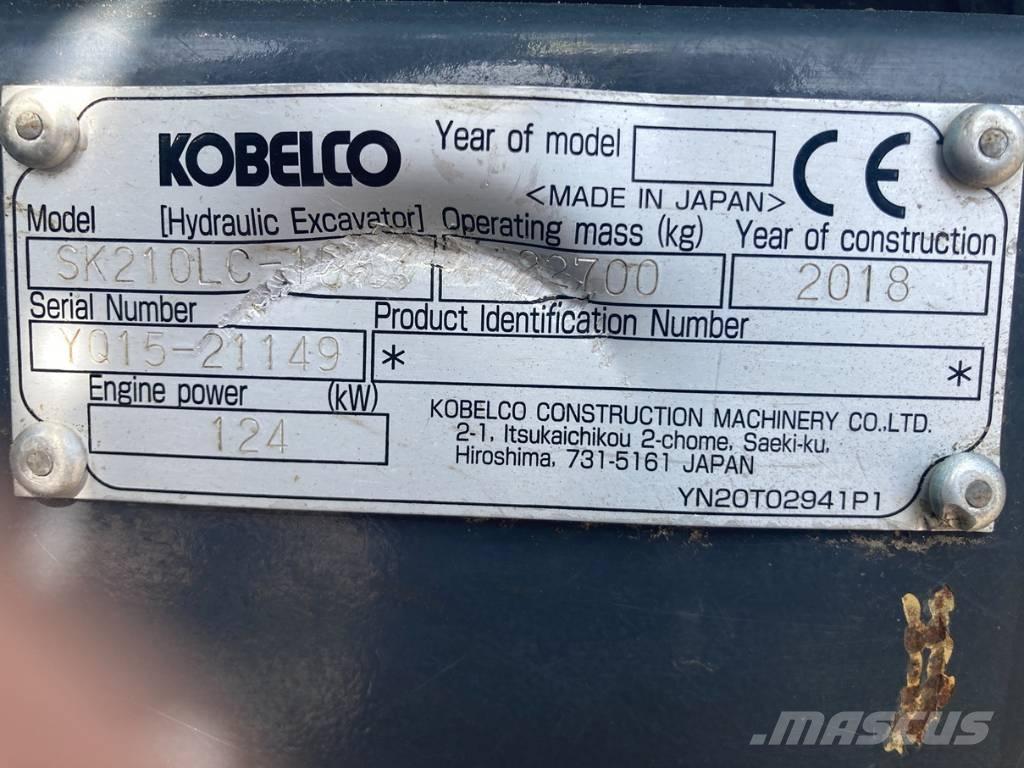 KOBELCO Year of model CE
<MADE IN JAPAN>
Model [Hydraulic Excavator] Operating mass (kg) Year of construction
22700 2018
Serial Number Product Identification Number
YQ15-21149 * *
Engine power (kW)
124
KOBELCO CONSTRUCTION MACHINERY CO.,LTD.
2-1, Itsukaichikou 2-chome, Saeki-ku,
Hiroshima, 731-5161 JAPAN
YN20T02941P1
MASCUS